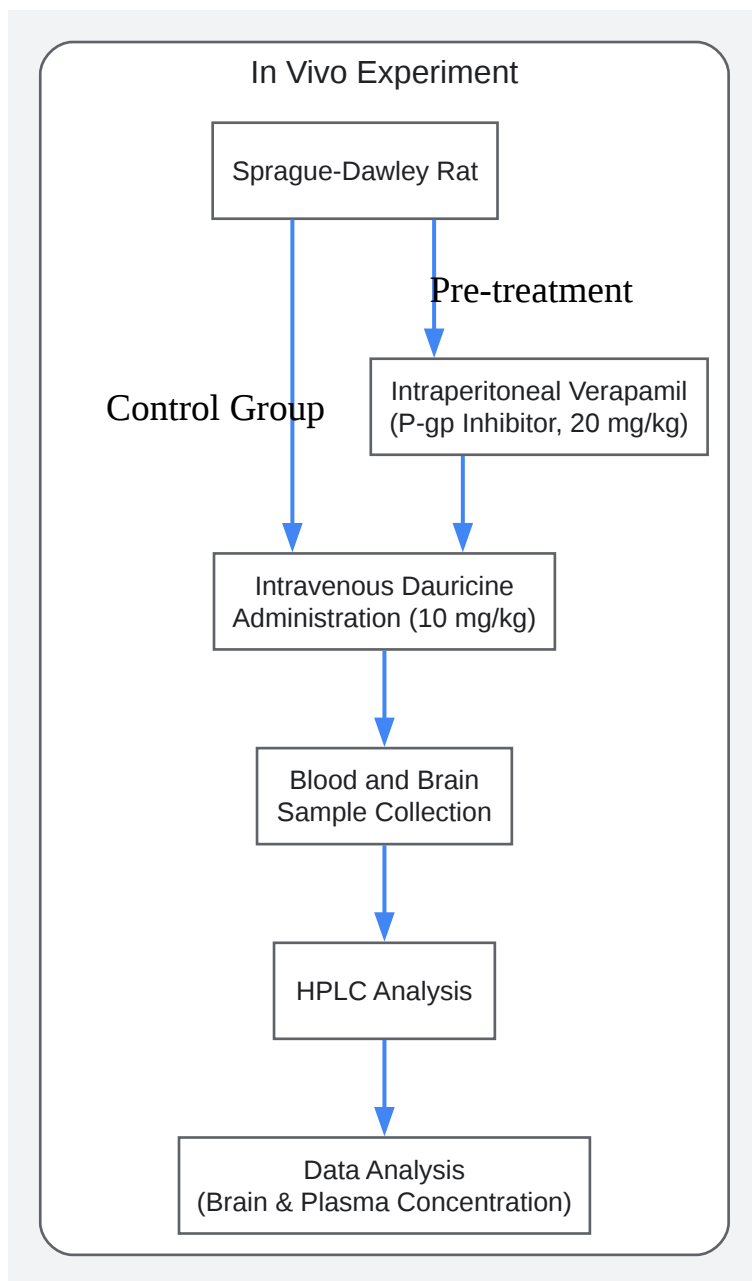 In Vivo Experiment
Sprague-Dawley Rat
Pre-treatment
Intraperitoneal Verapamil
(P-gp Inhibitor, 20 mg/kg)
Control Group
Intravenous Dauricine
Administration (10 mg/kg)
Blood and Brain
Sample Collection
HPLC Analysis
Data Analysis
(Brain & Plasma Concentration)